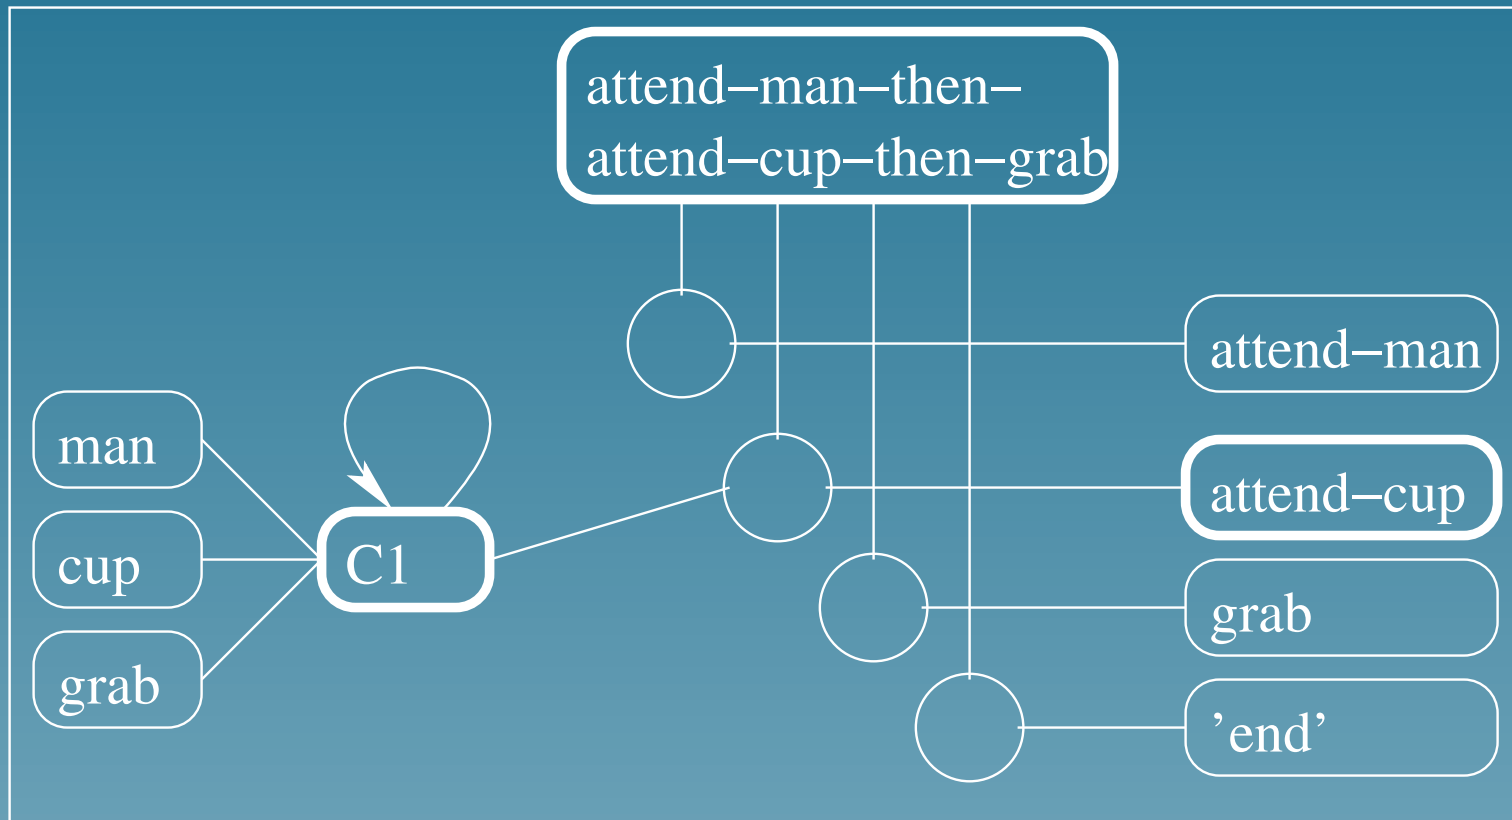 attend–man–then–
attend–cup–then–grab
attend–man
man
attend–cup
cup
C1
grab
grab
’end’